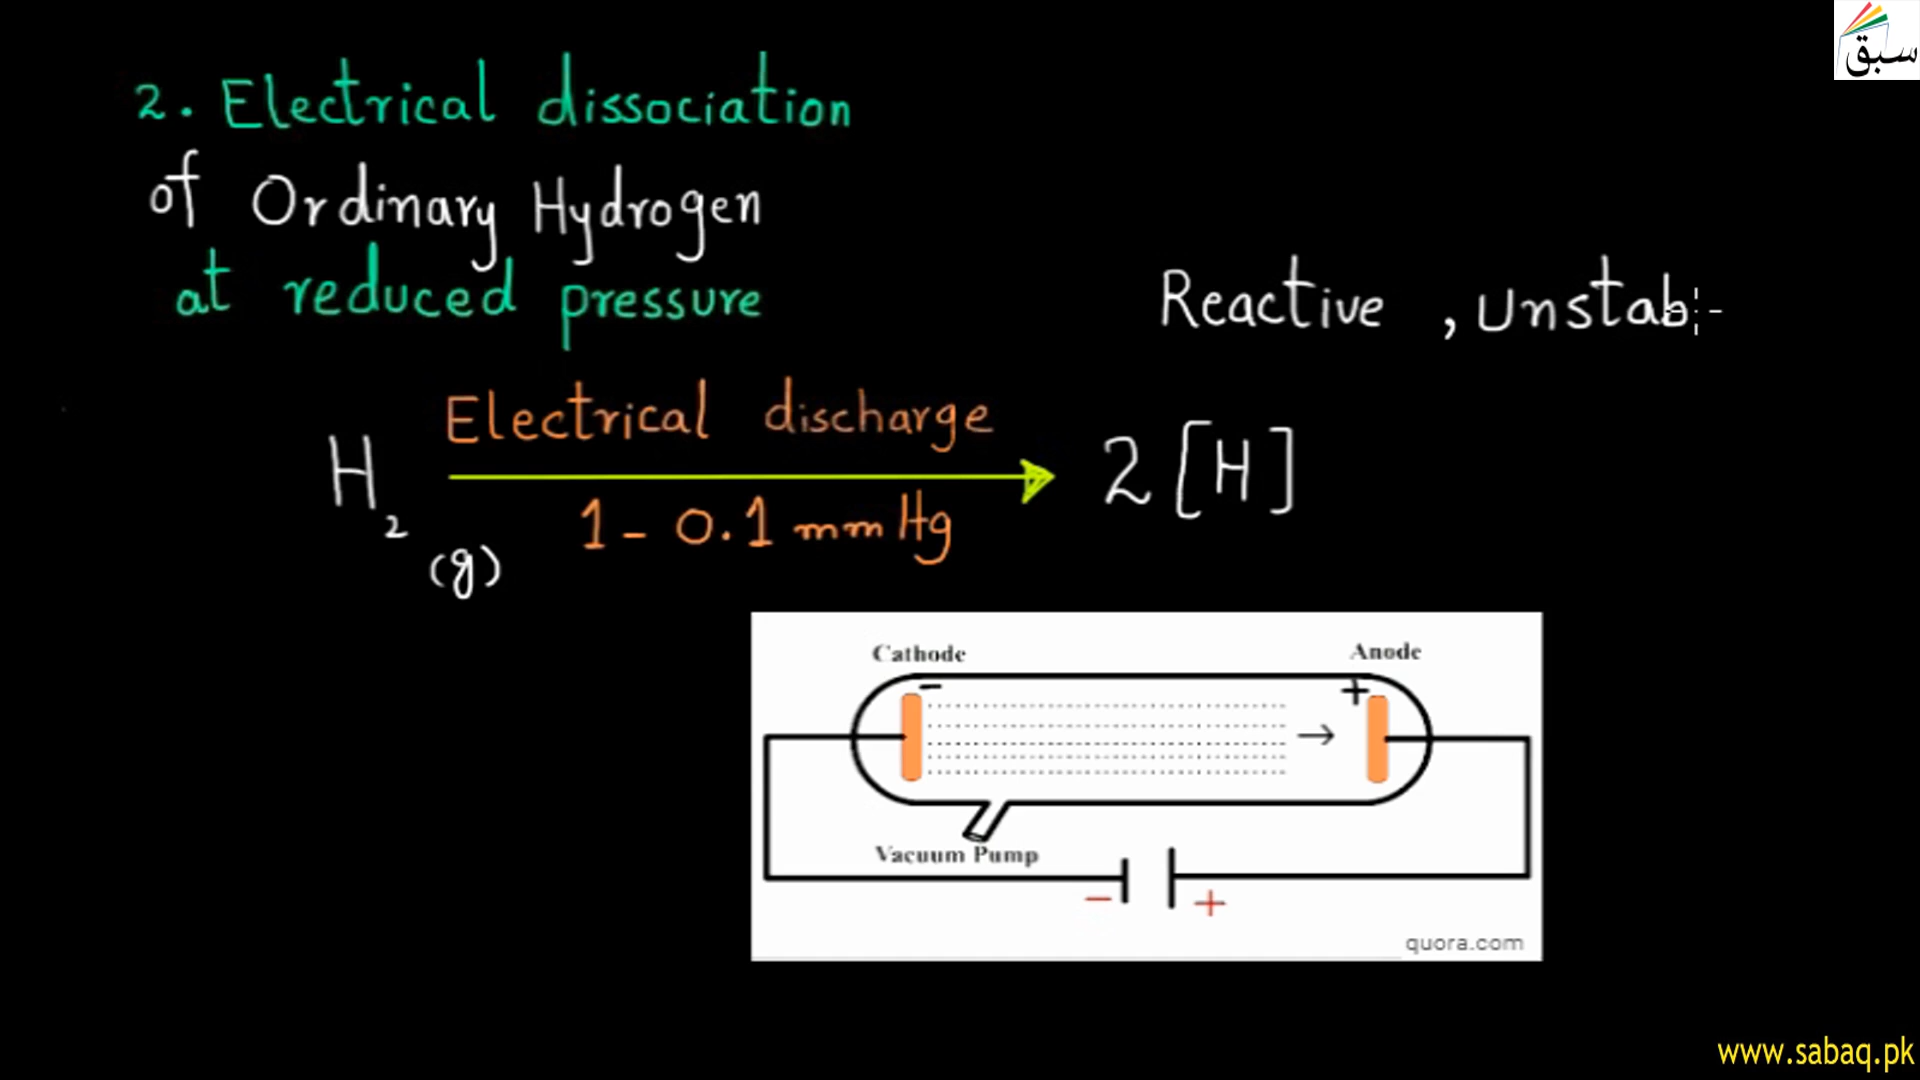 سبق
2. Electrical dissociation
of Ordinary Hydrogen
at reduced pressure
Reactive , Unstab
Electrical discharge
H₂(g) → 2[H]
1 - 0.1 mm Hg
Cathode Anode
- +
Vacuum Pump
- +
quora.com
www.sabaq.pk